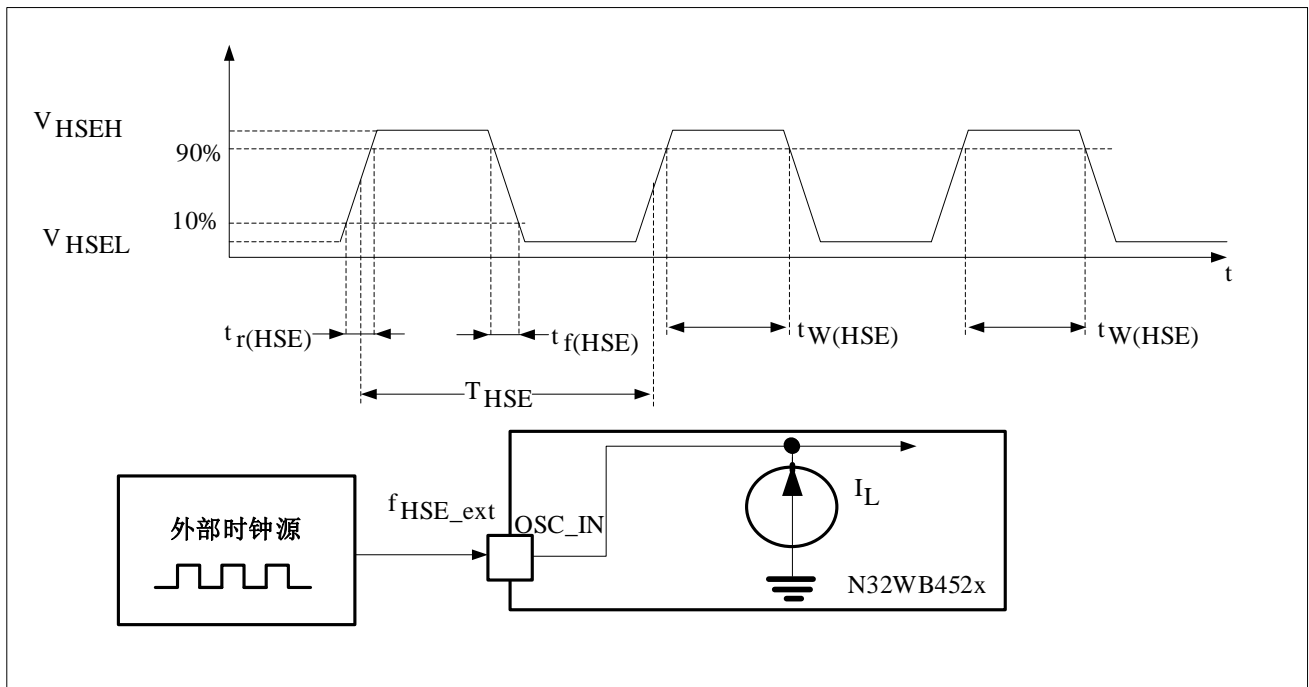 V HSEH
90%
10%
V HSEL
t
t r(HSE)
t f(HSE)
t W(HSE)
t W(HSE)
T HSE
外部时钟源
f HSE_ext
OSC_IN
I L
N32WB452x